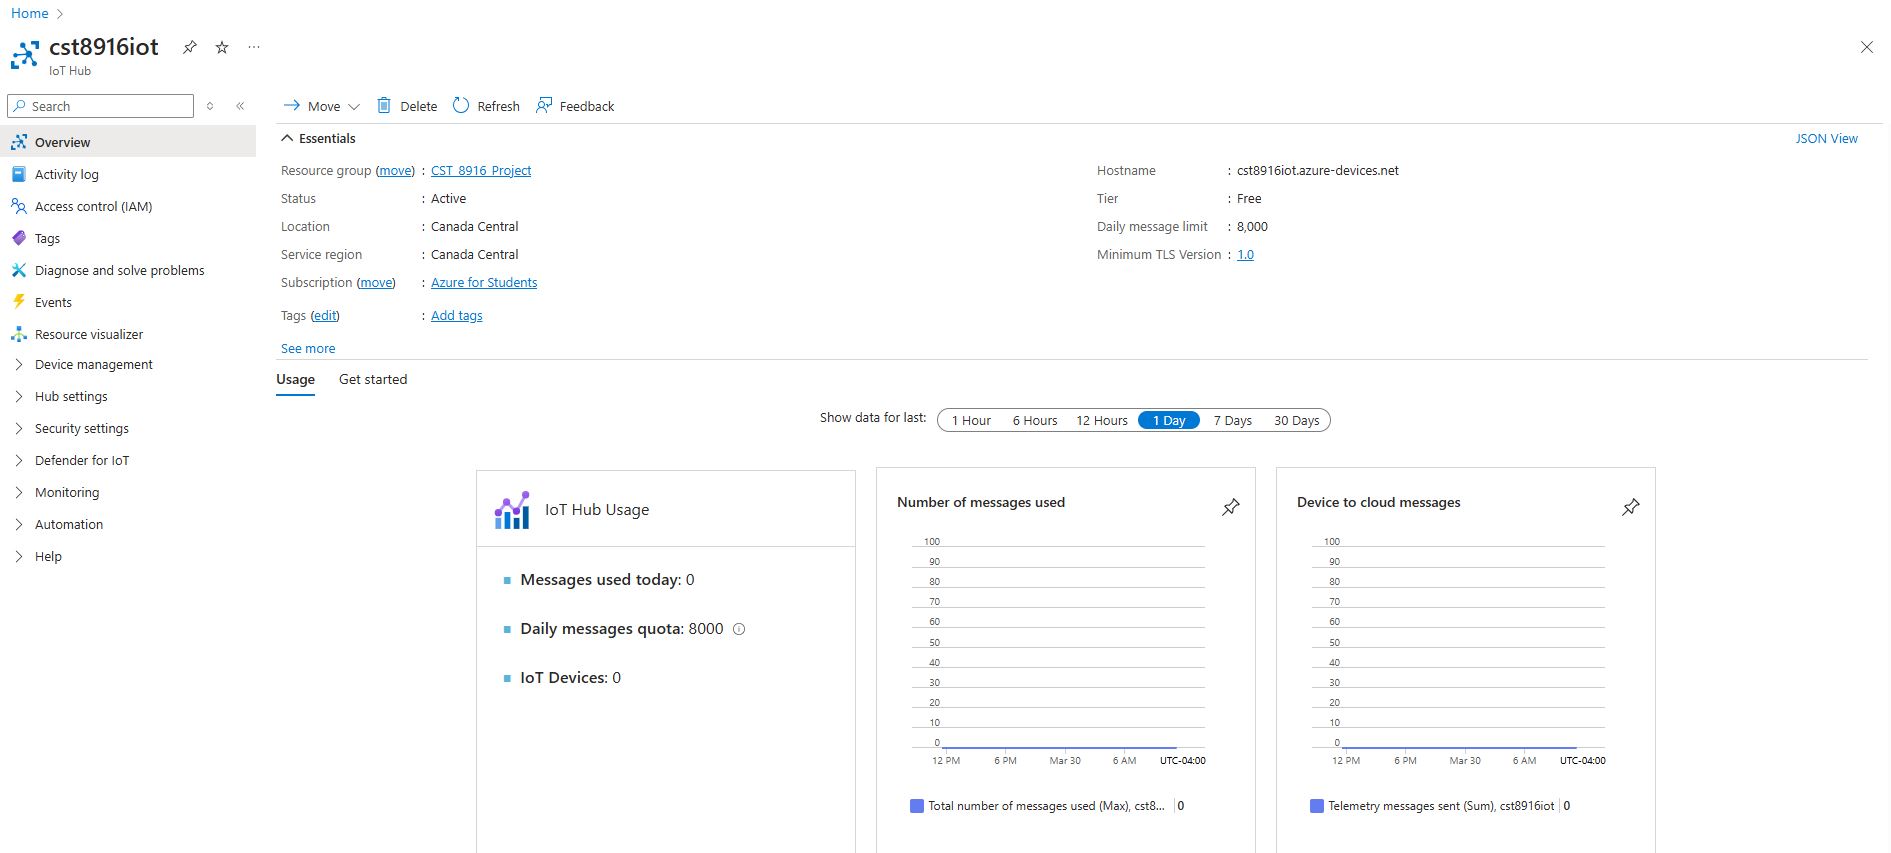 Home
cst8916iot
IoT Hub
Search
Overview
Activity log
Access control (IAM)
Tags
Diagnose and solve problems
Events
Resource visualizer
Device management
Hub settings
Security settings
Defender for IoT
Monitoring
Automation
Help
Move Delete Refresh Feedback
Essentials
JSON View
Resource group (move) : CST_8916_Project
Status : Active
Location : Canada Central
Service region : Canada Central
Subscription (move) : Azure for Students
Tags (edit) : Add tags
See more
Hostname : cst8916iot.azure-devices.net
Tier : Free
Daily message limit : 8,000
Minimum TLS Version : 1.0
Usage Get started
Show data for last: 1 Hour 6 Hours 12 Hours 1 Day 7 Days 30 Days
IoT Hub Usage
Messages used today: 0
Daily messages quota: 8000
IoT Devices: 0
Number of messages used
100
90
80
70
60
50
40
30
20
10
0
12 PM 6 PM Mar 30 6 AM UTC-04:00
Total number of messages used (Max), cst8... 0
Device to cloud messages
100
90
80
70
60
50
40
30
20
10
0
12 PM 6 PM Mar 30 6 AM UTC-04:00
Telemetry messages sent (Sum), cst8916iot 0